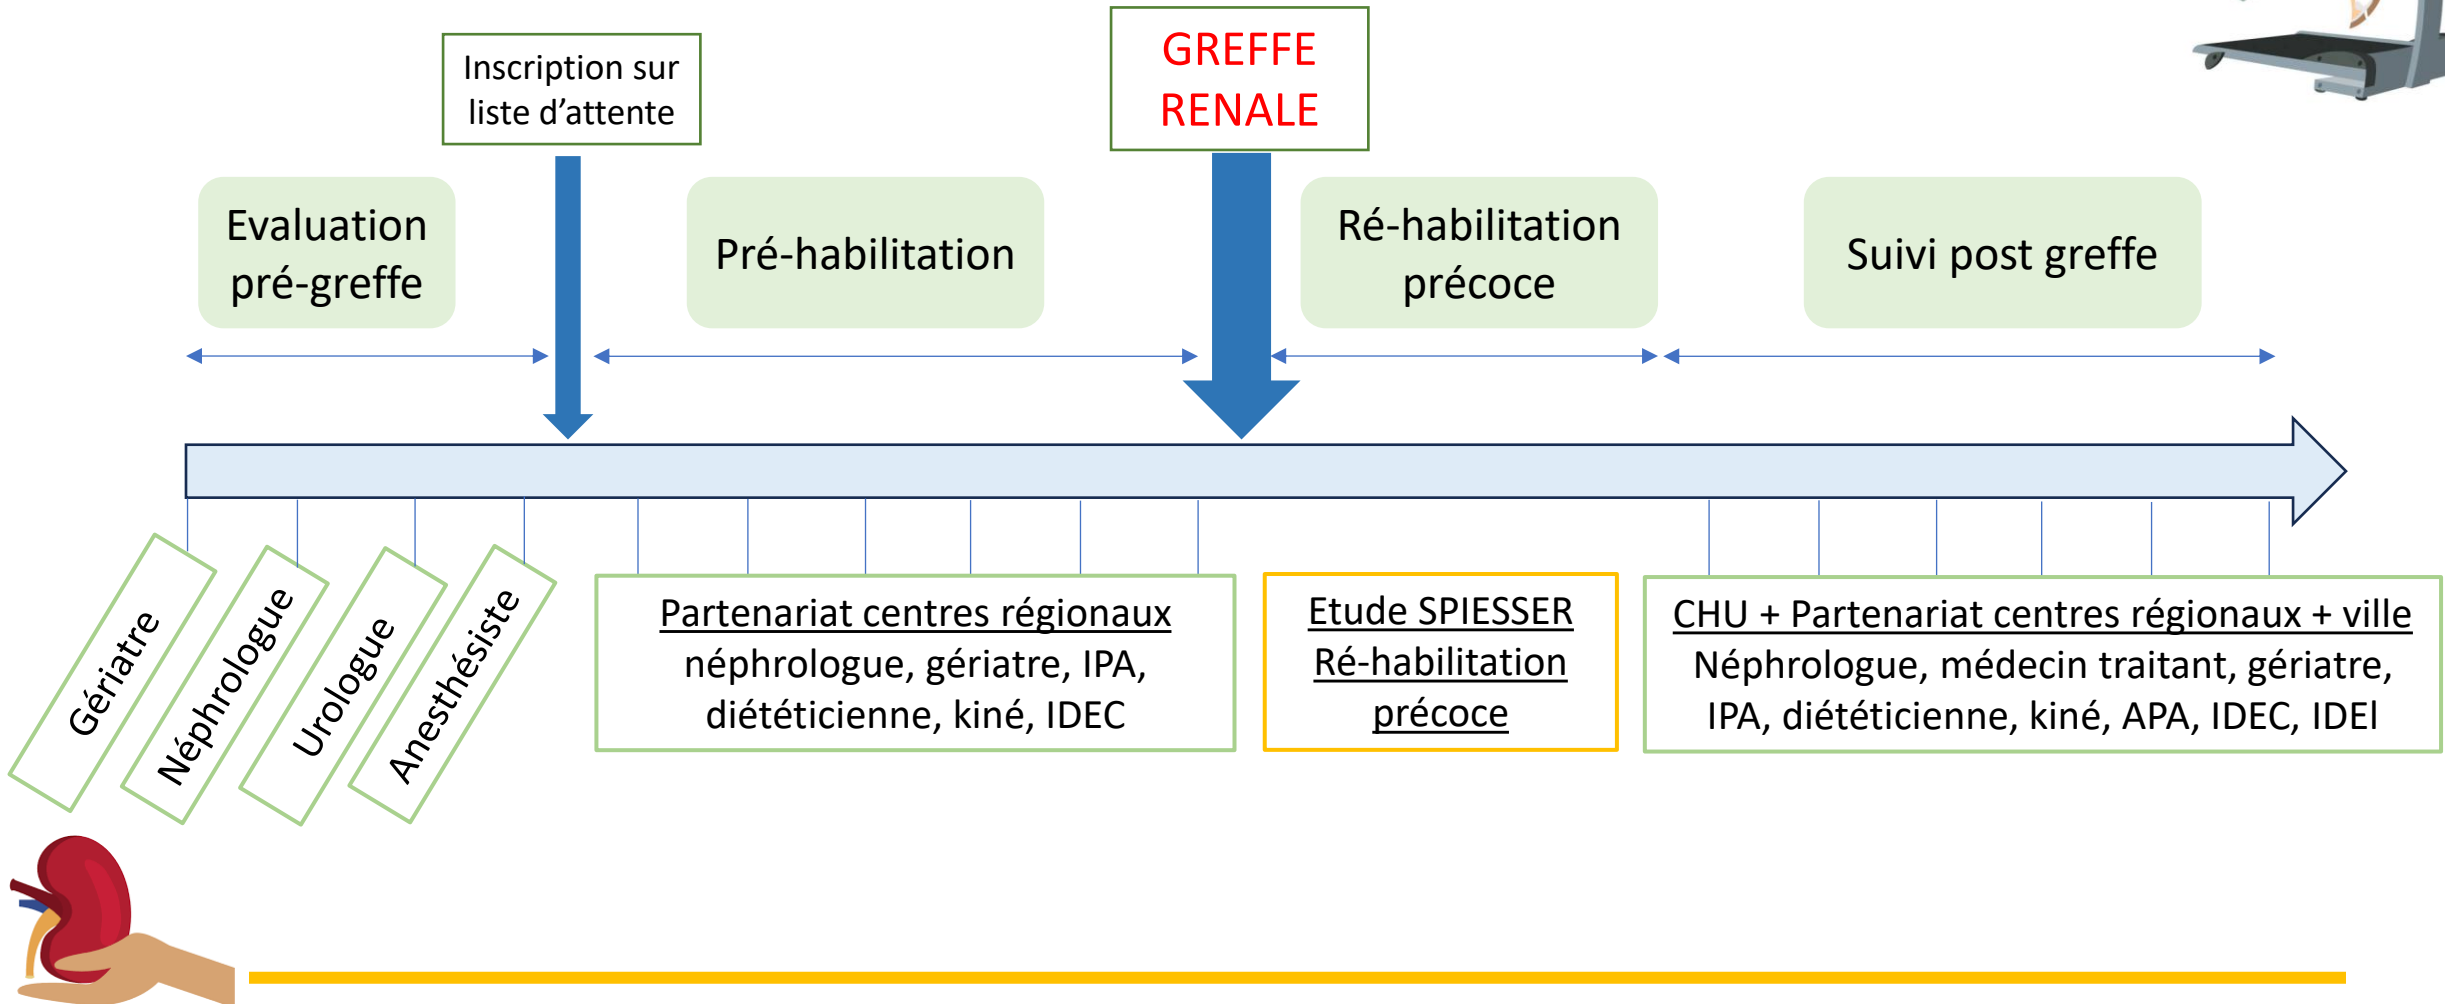 Inscription sur
liste d'attente
GREFFE
RENALE
Evaluation
pré-greffe
Pré-habilitation
Ré-habilitation
précoce
Suivi post greffe
Gériatre
Néphrologue
Urologue
Anesthésiste
Partenariat centres régionaux
néphrologue, gériatre, IPA,
diététicienne, kiné, IDEC
Etude SPIESSER
Ré-habilitation
précoce
CHU + Partenariat centres régionaux + ville
Néphrologue, médecin traitant, gériatre,
IPA, diététicienne, kiné, APA, IDEC, IDEl